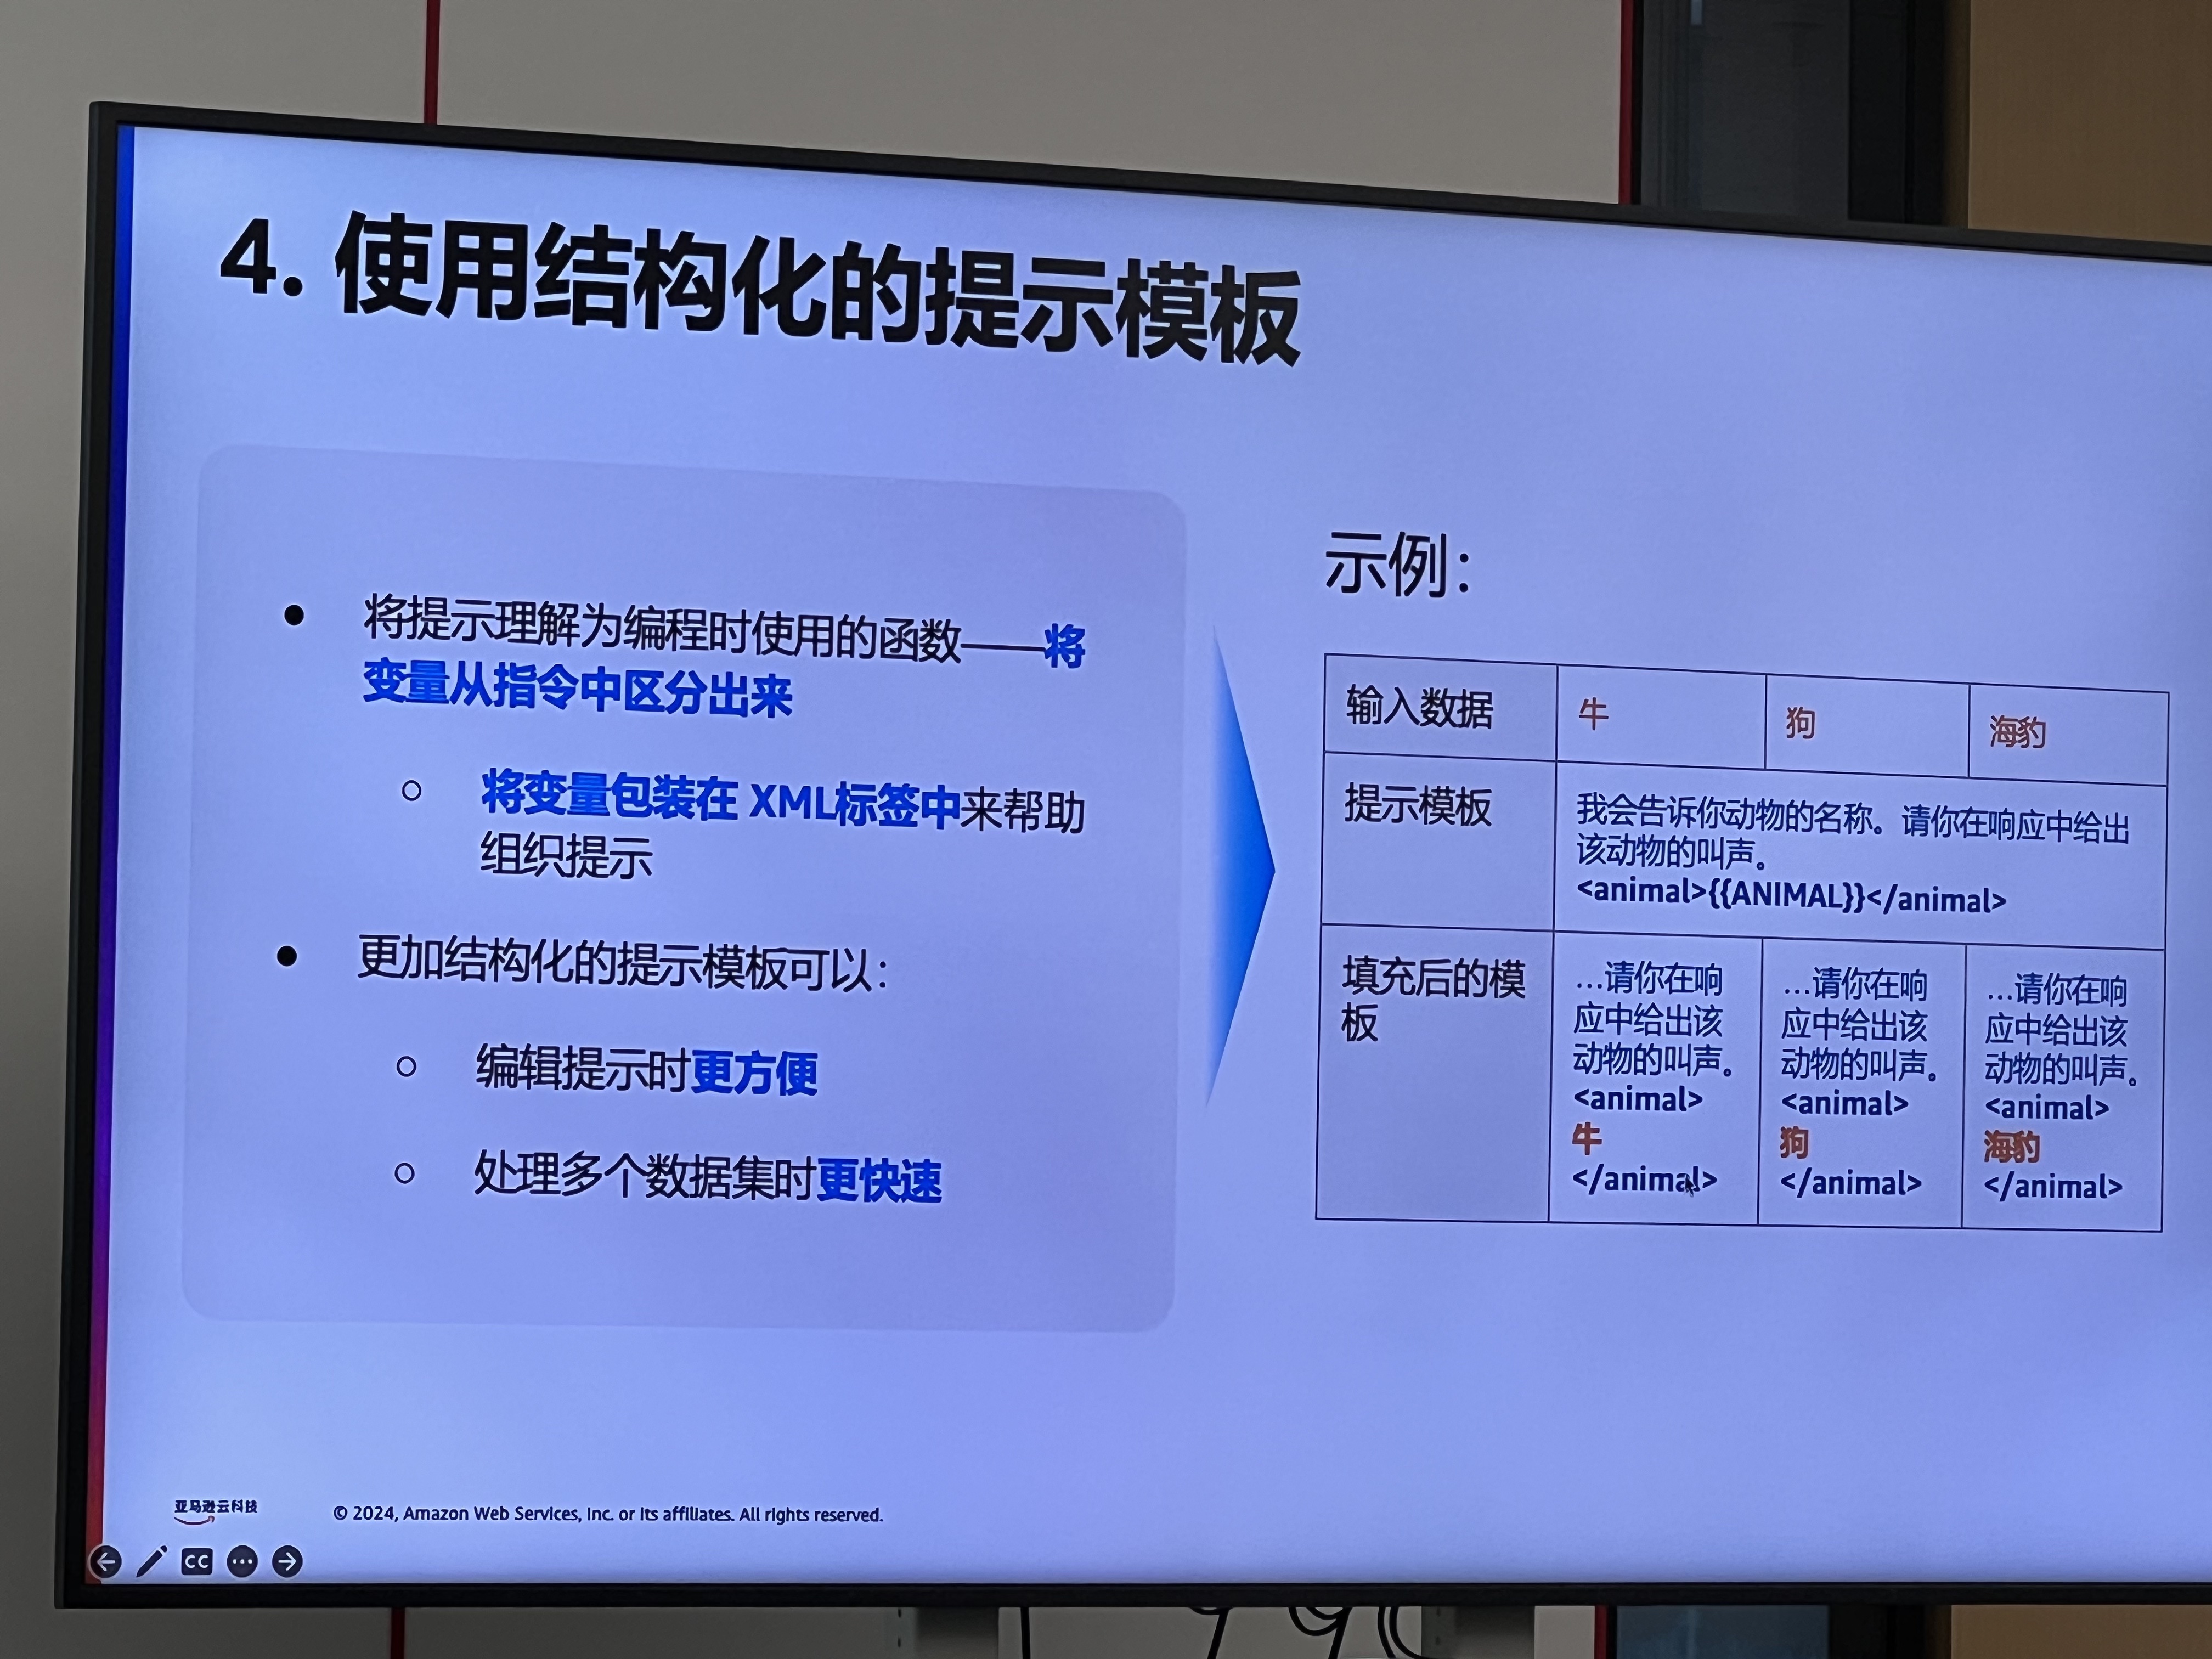 4. 使用结构化的提示模板
● 将提示理解为编程时使用的函数——将
变量从指令中区分出来
○ 将变量包装在 XML标签中来帮助
组织提示
● 更加结构化的提示模板可以：
○ 编辑提示时更方便
○ 处理多个数据集时更快速
示例：
输入数据 牛 狗 海豹
提示模板
我会告诉你动物的名称。请你在响应中给出
该动物的叫声。
<animal>{{ANIMAL}}</animal>
填充后的模
板
...请你在响
应中给出该
动物的叫声。
<animal>
牛
</animal>
...请你在响
应中给出该
动物的叫声。
<animal>
狗
</animal>
...请你在响
应中给出该
动物的叫声。
<animal>
海豹
</animal>
亚马逊云科技
© 2024, Amazon Web Services, Inc. or its affiliates. All rights reserved.
CC